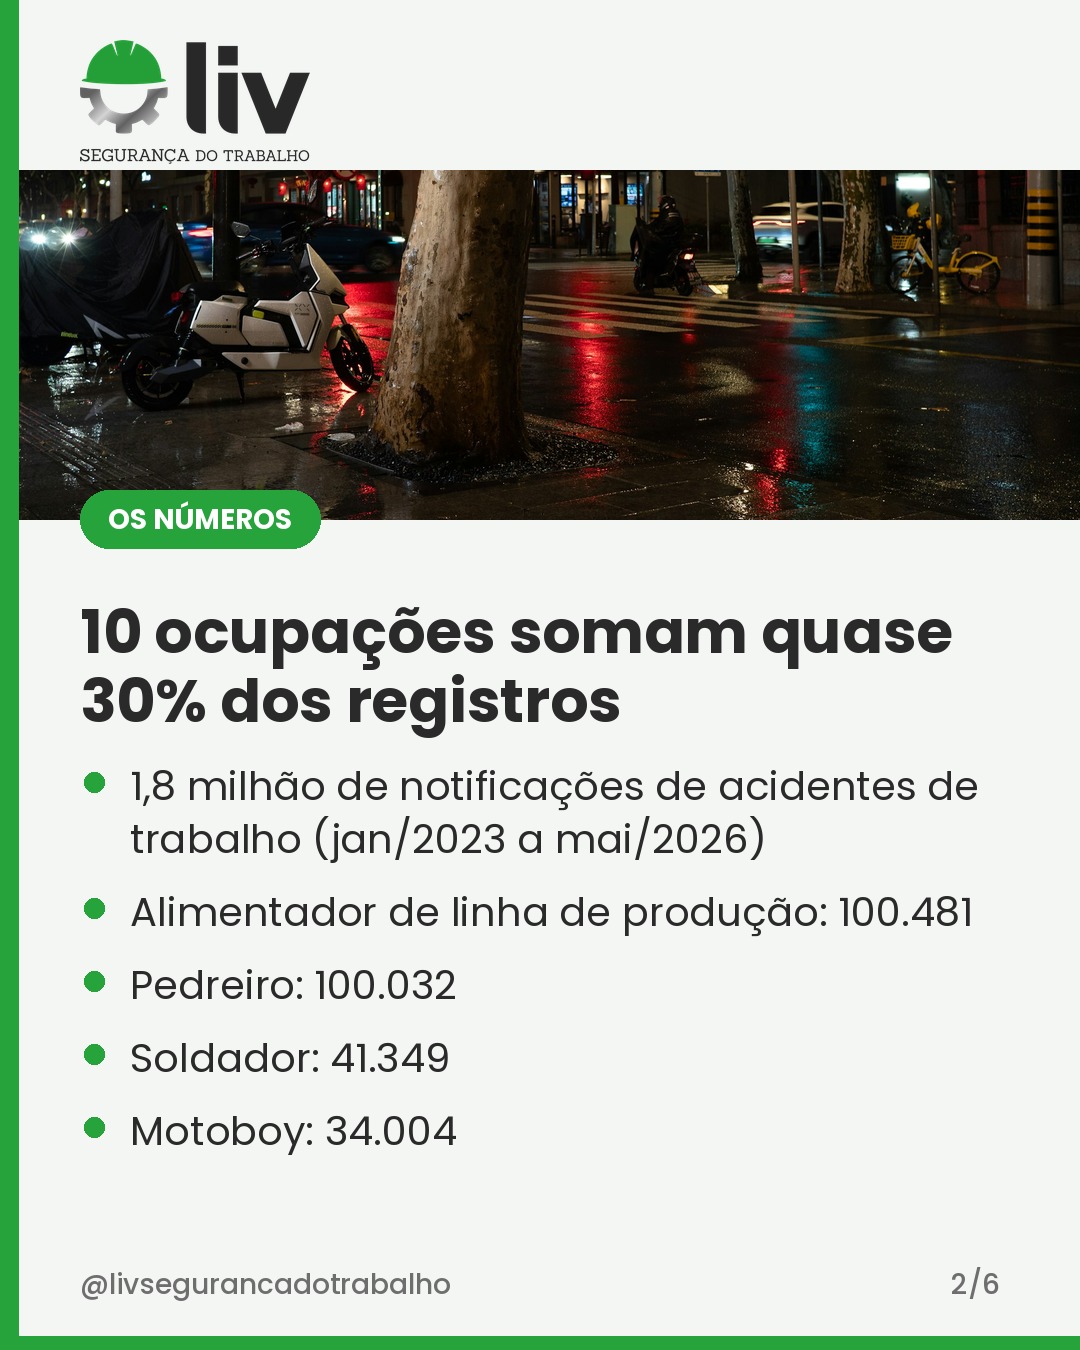 liv
SEGURANÇA DO TRABALHO
OS NÚMEROS
10 ocupações somam quase
30% dos registros
1,8 milhão de notificações de acidentes de
trabalho (jan/2023 a mai/2026)
Alimentador de linha de produção: 100.481
Pedreiro: 100.032
Soldador: 41.349
Motoboy: 34.004
@livsegurancadotrabalho
2/6